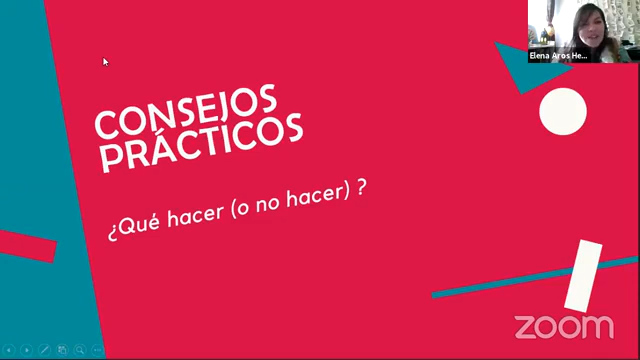 Elena Aros He...
CONSEJOS
PRÁCTICOS
¿Qué hacer (o no hacer) ?
zoom